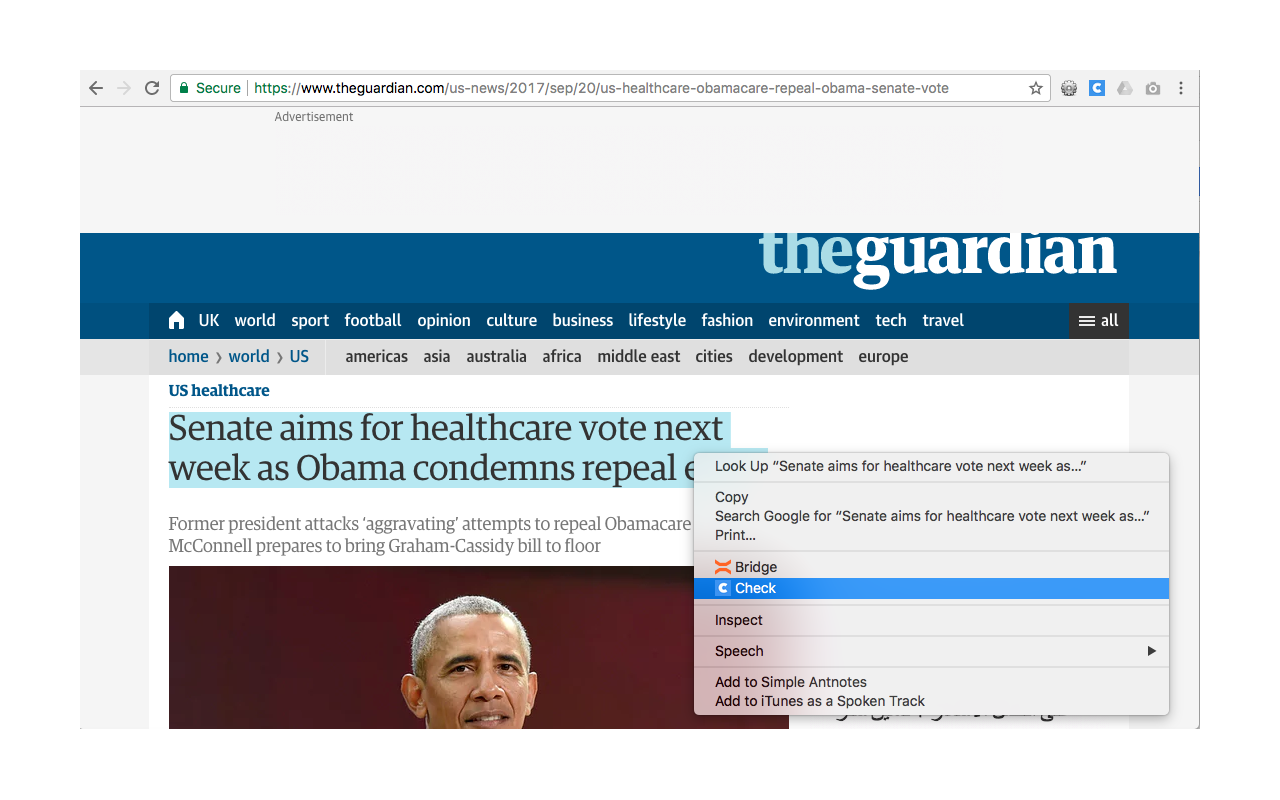 Secure https://www.theguardian.com/us-news/2017/sep/20/us-healthcare-obamacare-repeal-obama-senate-vote
Advertisement
theguardian
UK world sport football opinion culture business lifestyle fashion environment tech travel all
home › world › US americas asia australia africa middle east cities development europe
US healthcare
Senate aims for healthcare vote next
week as Obama condemns repeal
Former president attacks ‘aggravating’ attempts to repeal Obamacare
McConnell prepares to bring Graham-Cassidy bill to floor
Look Up “Senate aims for healthcare vote next week as...”
Copy
Search Google for “Senate aims for healthcare vote next week as...”
Print...
Bridge
Check
Inspect
Speech
Add to Simple Antnotes
Add to iTunes as a Spoken Track